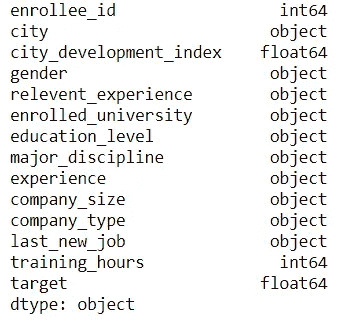 enrollee_id int64
city object
city_development_index float64
gender object
relevent_experience object
enrolled_university object
education_level object
major_discipline object
experience object
company_size object
company_type object
last_new_job object
training_hours int64
target float64
dtype: object